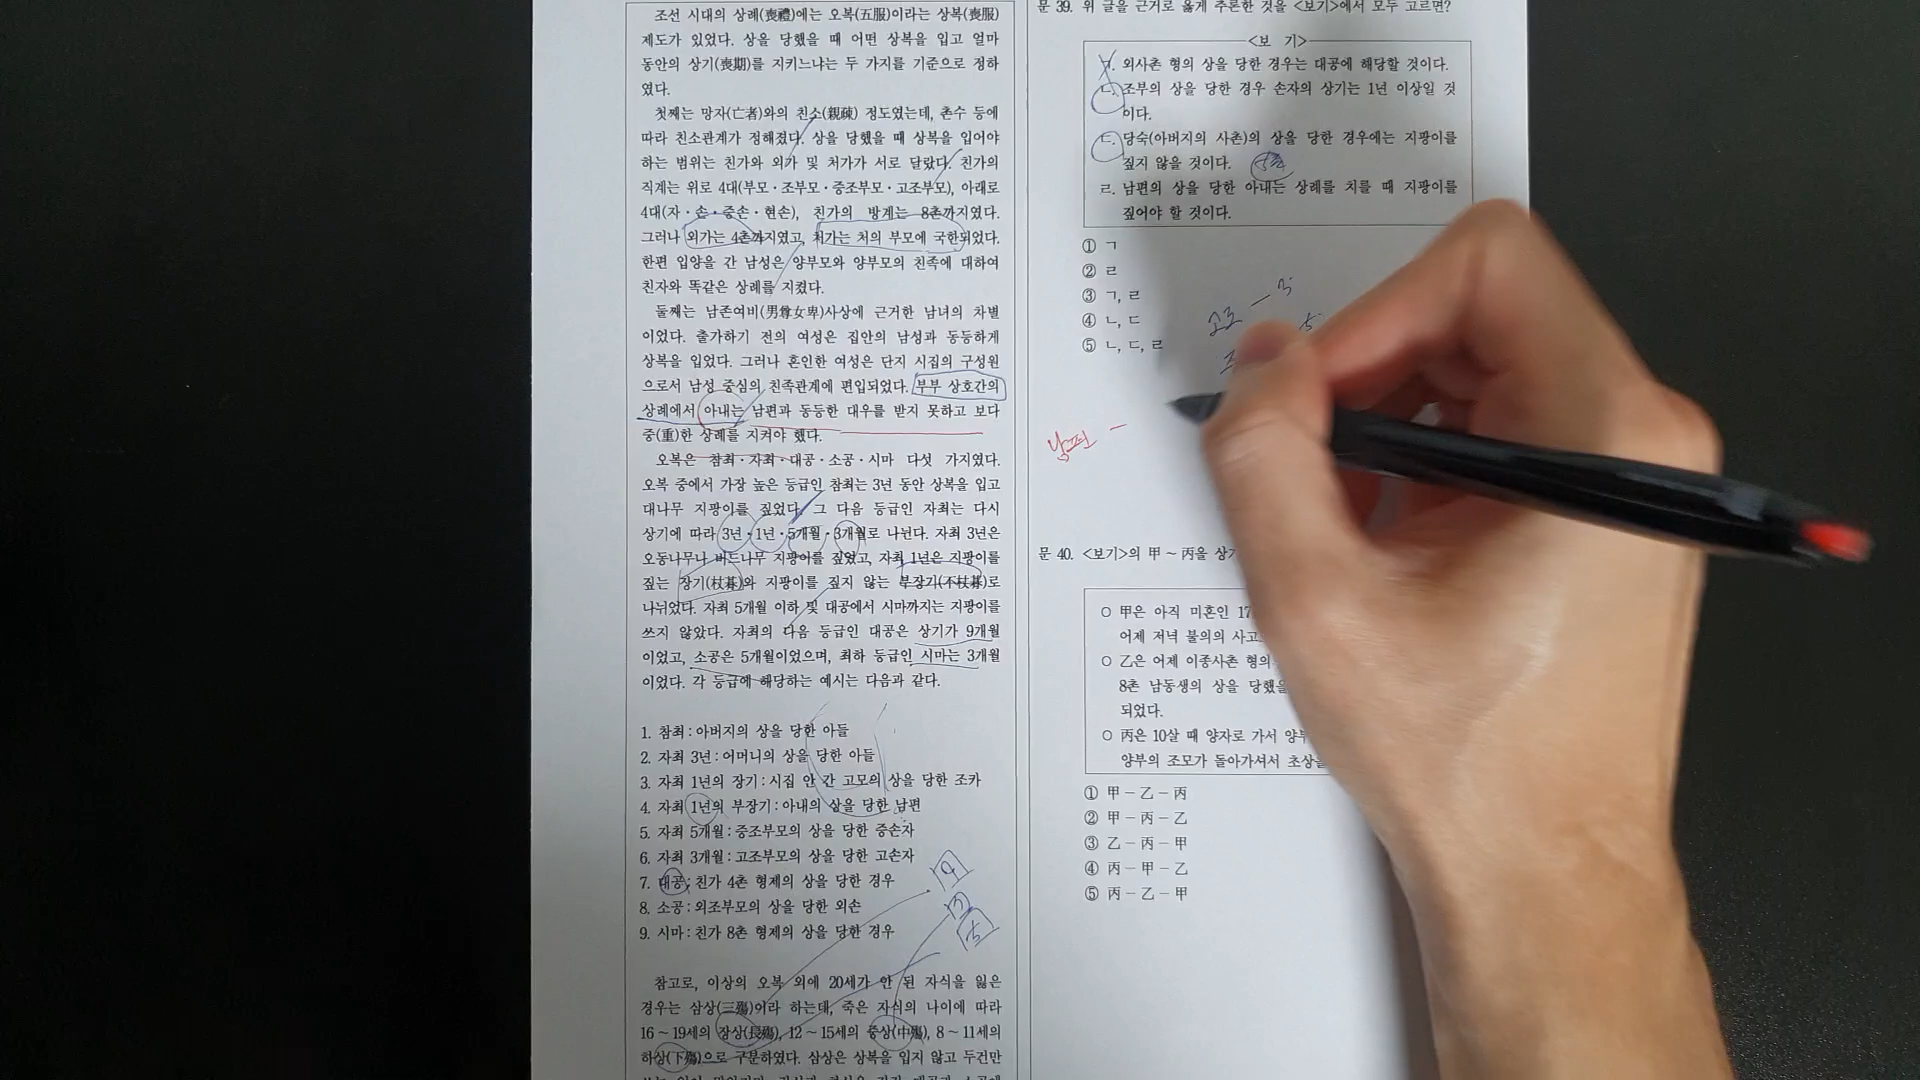 조선 시대의 상례(喪禮)에는 오복(五服)이라는 상복(喪服)
제도가 있었다. 상을 당했을 때 어떤 상복을 입고 얼마
동안의 상기(喪期)를 지키느냐는 두 가지를 기준으로 정하
였다.
첫째는 망자(亡者)와의 친소(親疎) 정도였는데, 촌수 등에
따라 친소관계가 정해졌다. 상을 당했을 때 상복을 입어야
하는 범위는 친가와 외가 및 처가가 서로 달랐다. 친가의
직계는 위로 4대(부모·조부모·증조부모·고조부모), 아래로
4대(자·손·증손·현손), 친가의 방계는 8촌까지였다.
그러나 외가는 4촌까지였고, 처가는 처의 부모에 국한되었다.
한편 입양을 간 남성은 양부모와 양부모의 친족에 대하여
친자와 똑같은 상례를 지켰다.
둘째는 남존여비(男尊女卑)사상에 근거한 남녀의 차별
이었다. 출가하기 전의 여성은 집안의 남성과 동등하게
상복을 입었다. 그러나 혼인한 여성은 단지 시집의 구성원
으로서 남성 중심의 친족관계에 편입되었다. 부부 상호간의
상례에서 아내는 남편과 동등한 대우를 받지 못하고 보다
중(重)한 상례를 지켜야 했다.
오복은 참최·자최·대공·소공·시마 다섯 가지였다.
오복 중에서 가장 높은 등급인 참최는 3년 동안 상복을 입고
대나무 지팡이를 짚었다. 그 다음 등급인 자최는 다시
상기에 따라 3년·1년·5개월·3개월로 나뉜다. 자최 3년은
오동나무나 버드나무 지팡이를 짚었고, 자최 1년은 지팡이를
짚는 장기(杖朞)와 지팡이를 짚지 않는 부장기(不杖朞)로
나뉘었다. 자최 5개월 이하 및 대공에서 시마까지는 지팡이를
쓰지 않았다. 자최의 다음 등급인 대공은 상기가 9개월
이었고, 소공은 5개월이었으며, 최하 등급인 시마는 3개월
이었다. 각 등급에 해당하는 예시는 다음과 같다.
1. 참최: 아버지의 상을 당한 아들
2. 자최 3년: 어머니의 상을 당한 아들
3. 자최 1년의 장기: 시집 안 간 고모의 상을 당한 조카
4. 자최 1년의 부장기: 아내의 상을 당한 남편
5. 자최 5개월: 증조부모의 상을 당한 증손자
6. 자최 3개월: 고조부모의 상을 당한 고손자
7. 대공: 친가 4촌 형제의 상을 당한 경우
8. 소공: 외조부모의 상을 당한 외손
9. 시마: 친가 8촌 형제의 상을 당한 경우
9
7
5
참고로, 이상의 오복 외에 20세가 안 된 자식을 잃은
경우는 삼상(三殤)이라 하는데, 죽은 자식의 나이에 따라
16～19세의 장상(長殤), 12～15세의 중상(中殤), 8～11세의
하상(下殤)으로 구분하였다. 삼상은 상복을 입지 않고 두건만
문 39. 위 글을 근거로 옳게 추론한 것을 <보기>에서 모두 고르면?
<보 기>
ㄱ. 외사촌 형의 상을 당한 경우는 대공에 해당할 것이다.
ㄴ. 조부의 상을 당한 경우 손자의 상기는 1년 이상일 것
이다.
ㄷ. 당숙(아버지의 사촌)의 상을 당한 경우에는 지팡이를
짚지 않을 것이다. 5촌
ㄹ. 남편의 상을 당한 아내는 상례를 치를 때 지팡이를
짚어야 할 것이다.
① ㄱ
② ㄹ
③ ㄱ, ㄹ
④ ㄴ, ㄷ
⑤ ㄴ, ㄷ, ㄹ
고조 - 3
5
남편 -
문 40. <보기>의 甲～丙을 상기
○ 甲은 아직 미혼인 17
어제 저녁 불의의 사고
○ 乙은 어제 이종사촌 형의
8촌 남동생의 상을 당했을
되었다.
○ 丙은 10살 때 양자로 가서 양부
양부의 조모가 돌아가셔서 초상을
① 甲－乙－丙
② 甲－丙－乙
③ 乙－丙－甲
④ 丙－甲－乙
⑤ 丙－乙－甲